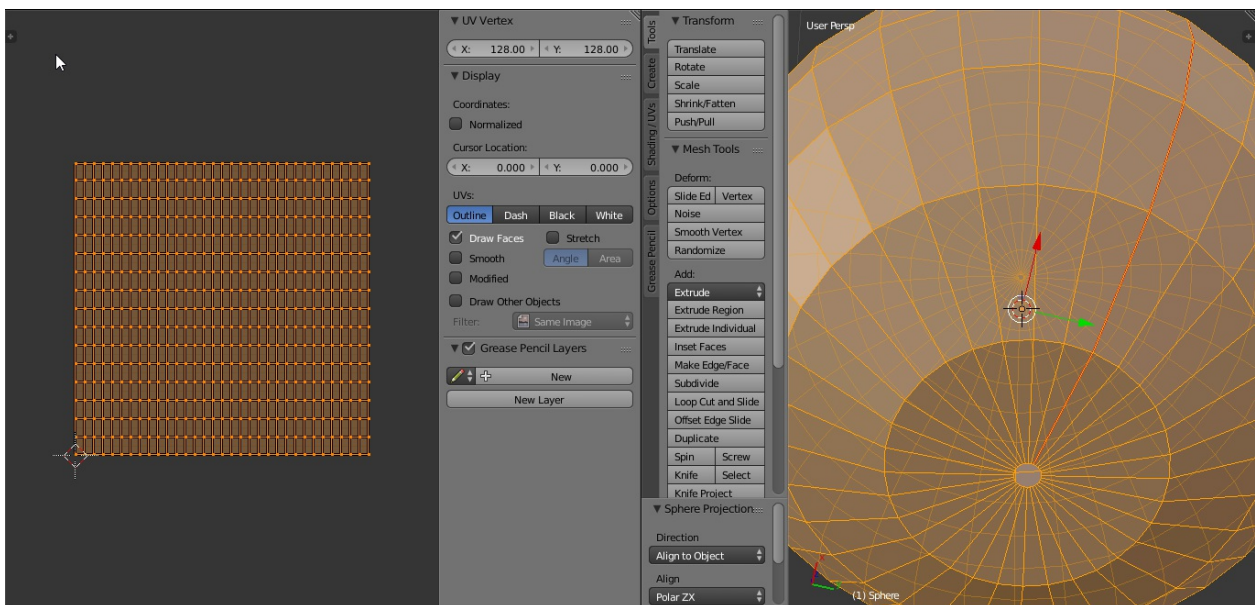 UV Vertex
X: 128.00 Y: 128.00
Display
Coordinates:
Normalized
Cursor Location:
X: 0.000 Y: 0.000
UVs:
Outline Dash Black White
Draw Faces Stretch
Smooth Angle Area
Modified
Draw Other Objects
Filter: Same Image
Grease Pencil Layers
New
New Layer
Tools
Create
Shading / UVs
Options
Grease Pencil
Transform
Translate
Rotate
Scale
Shrink/Fatten
Push/Pull
Mesh Tools
Deform:
Slide Ed Vertex
Noise
Smooth Vertex
Randomize
Add:
Extrude
Extrude Region
Extrude Individual
Inset Faces
Make Edge/Face
Subdivide
Loop Cut and Slide
Offset Edge Slide
Duplicate
Spin Screw
Knife Select
Knife Project
Sphere Projection
Direction
Align to Object
Align
Polar ZX
User Persp
(1) Sphere